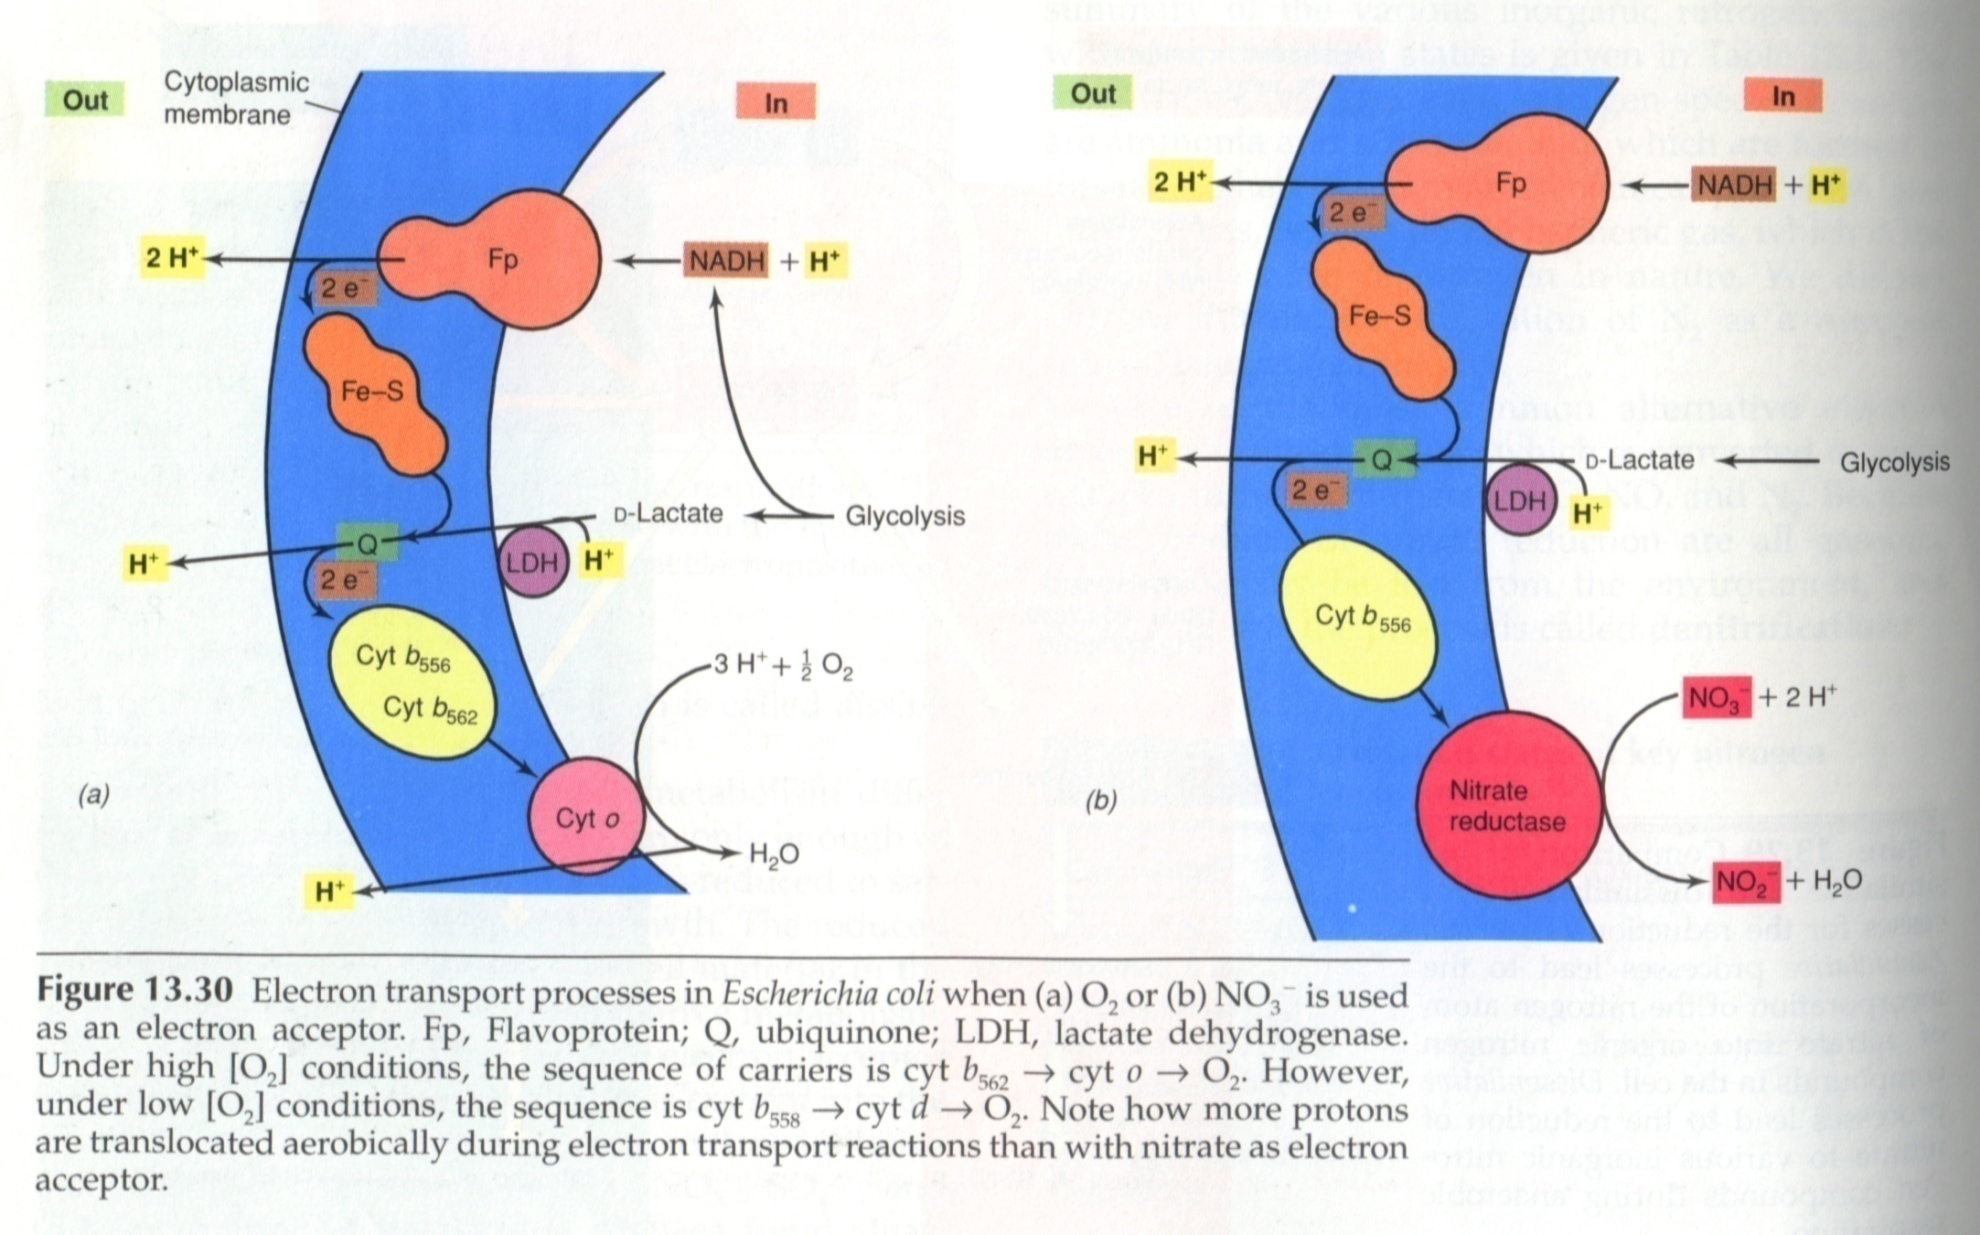 Out
Cytoplasmic
membrane
In
2 H⁺
Fp
NADH + H⁺
2 e⁻
Fe–S
D-Lactate
Glycolysis
Q
H⁺
LDH
H⁺
2 e⁻
Cyt b₅₅₆
Cyt b₅₆₂
3 H⁺ + ½ O₂
(a)
Cyt o
H₂O
H⁺
Out
In
2 H⁺
Fp
NADH + H⁺
2 e⁻
Fe–S
H⁺
Q
D-Lactate
Glycolysis
2 e⁻
LDH
H⁺
Cyt b₅₅₆
NO₃⁻ + 2 H⁺
(b)
Nitrate
reductase
NO₂⁻ + H₂O
Figure 13.30 Electron transport processes in Escherichia coli when (a) O₂ or (b) NO₃⁻ is used
as an electron acceptor. Fp, Flavoprotein; Q, ubiquinone; LDH, lactate dehydrogenase.
Under high [O₂] conditions, the sequence of carriers is cyt b₅₆₂ → cyt o → O₂. However,
under low [O₂] conditions, the sequence is cyt b₅₅₈ → cyt d → O₂. Note how more protons
are translocated aerobically during electron transport reactions than with nitrate as electron
acceptor.